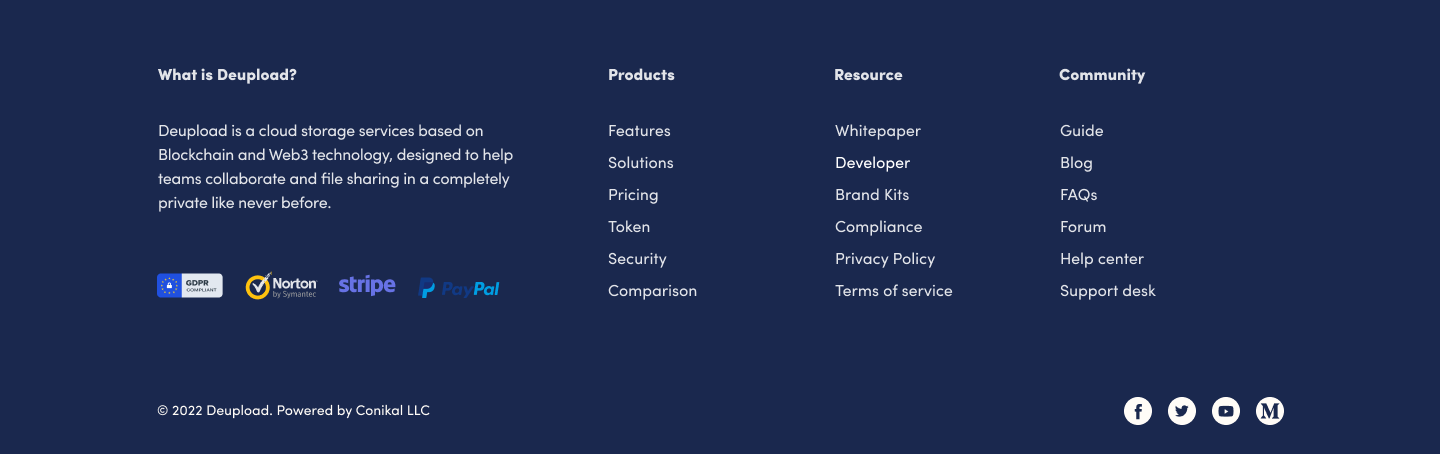 What is Deupload?
Deupload is a cloud storage services based on
Blockchain and Web3 technology, designed to help
teams collaborate and file sharing in a completely
private like never before.
GDPR
COMPLIANT
Norton
by Symantec
stripe
PayPal
Products
Features
Solutions
Pricing
Token
Security
Comparison
Resource
Whitepaper
Developer
Brand Kits
Compliance
Privacy Policy
Terms of service
Community
Guide
Blog
FAQs
Forum
Help center
Support desk
© 2022 Deupload. Powered by Conikal LLC